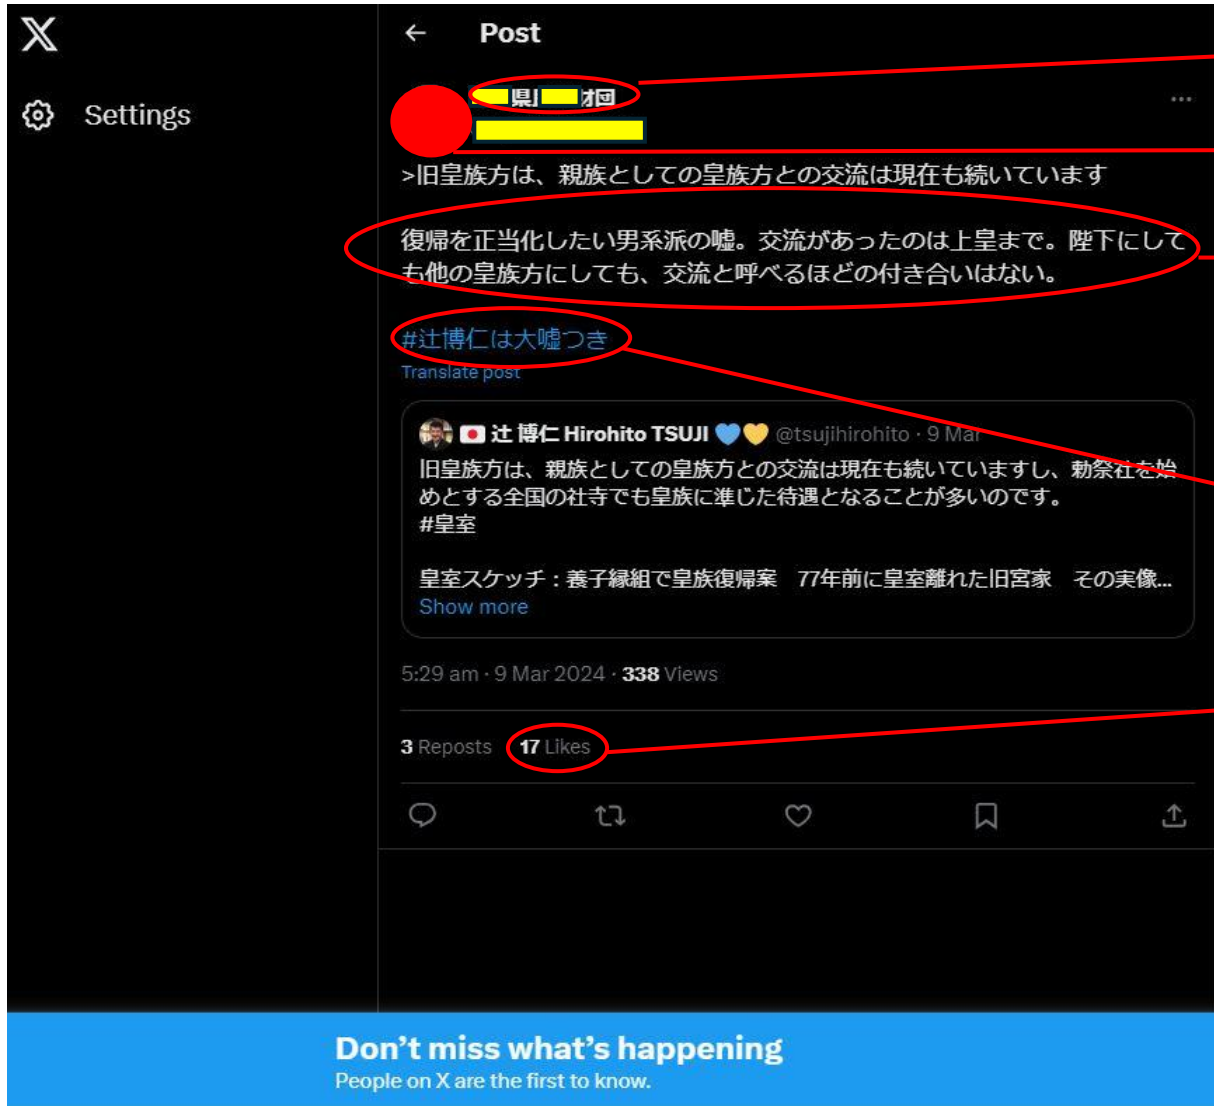 X
Post
Settings
県 財団
>旧皇族方は、親族としての皇族方との交流は現在も続いています
復帰を正当化したい男系派の嘘。交流があったのは上皇まで。陛下にして
も他の皇族方にしても、交流と呼べるほどの付き合いはない。
#辻博仁は大嘘つき
Translate post
辻 博仁 Hirohito TSUJI 💙💛 @tsujihirohito · 9 Mar
旧皇族方は、親族としての皇族方との交流は現在も続いていますし、勅祭社を始
めとする全国の社寺でも皇族に準じた待遇となることが多いのです。
#皇室
皇室スケッチ：養子縁組で皇族復帰案 77年前に皇室離れた旧宮家 その実像...
Show more
5:29 am · 9 Mar 2024 · 338 Views
3 Reposts 17 Likes
Don't miss what's happening
People on X are the first to know.